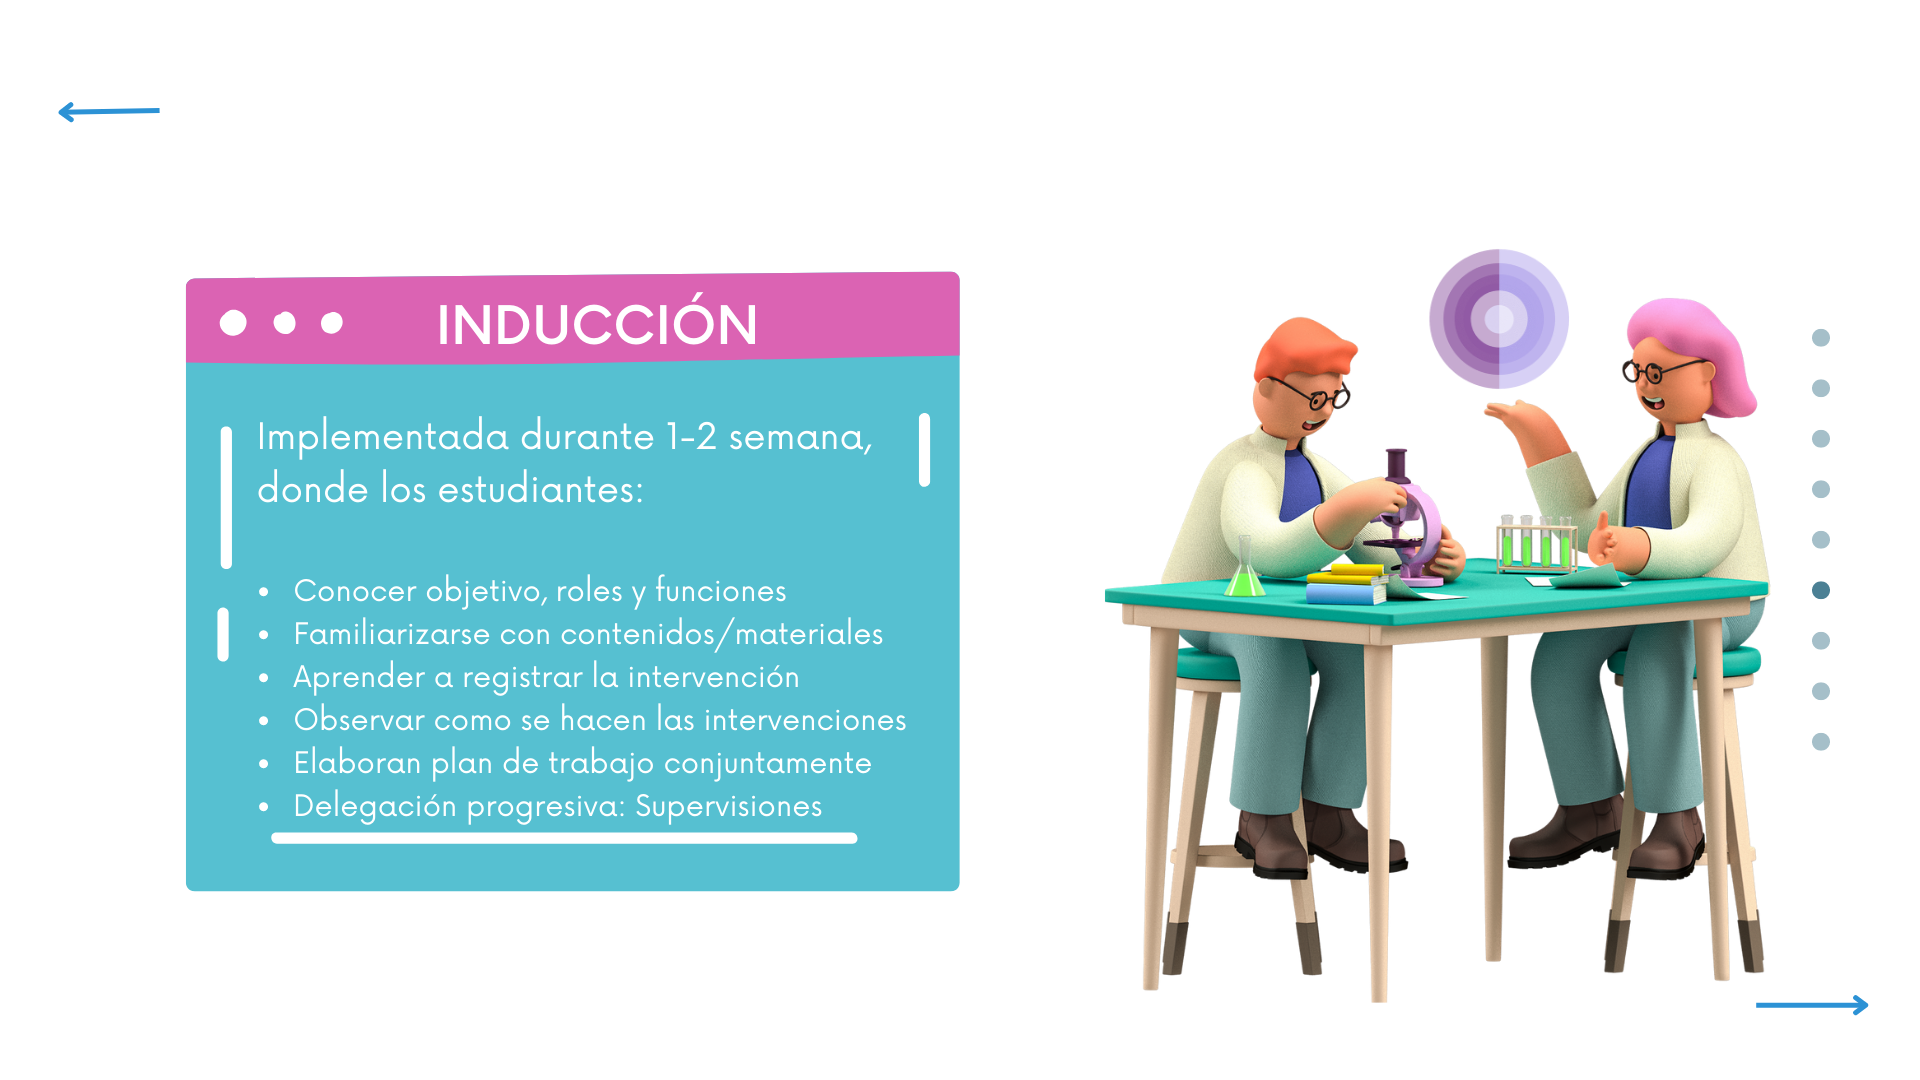 INDUCCIÓN
Implementada durante 1-2 semana,
donde los estudiantes:
• Conocer objetivo, roles y funciones
• Familiarizarse con contenidos/materiales
• Aprender a registrar la intervención
• Observar como se hacen las intervenciones
• Elaboran plan de trabajo conjuntamente
• Delegación progresiva: Supervisiones